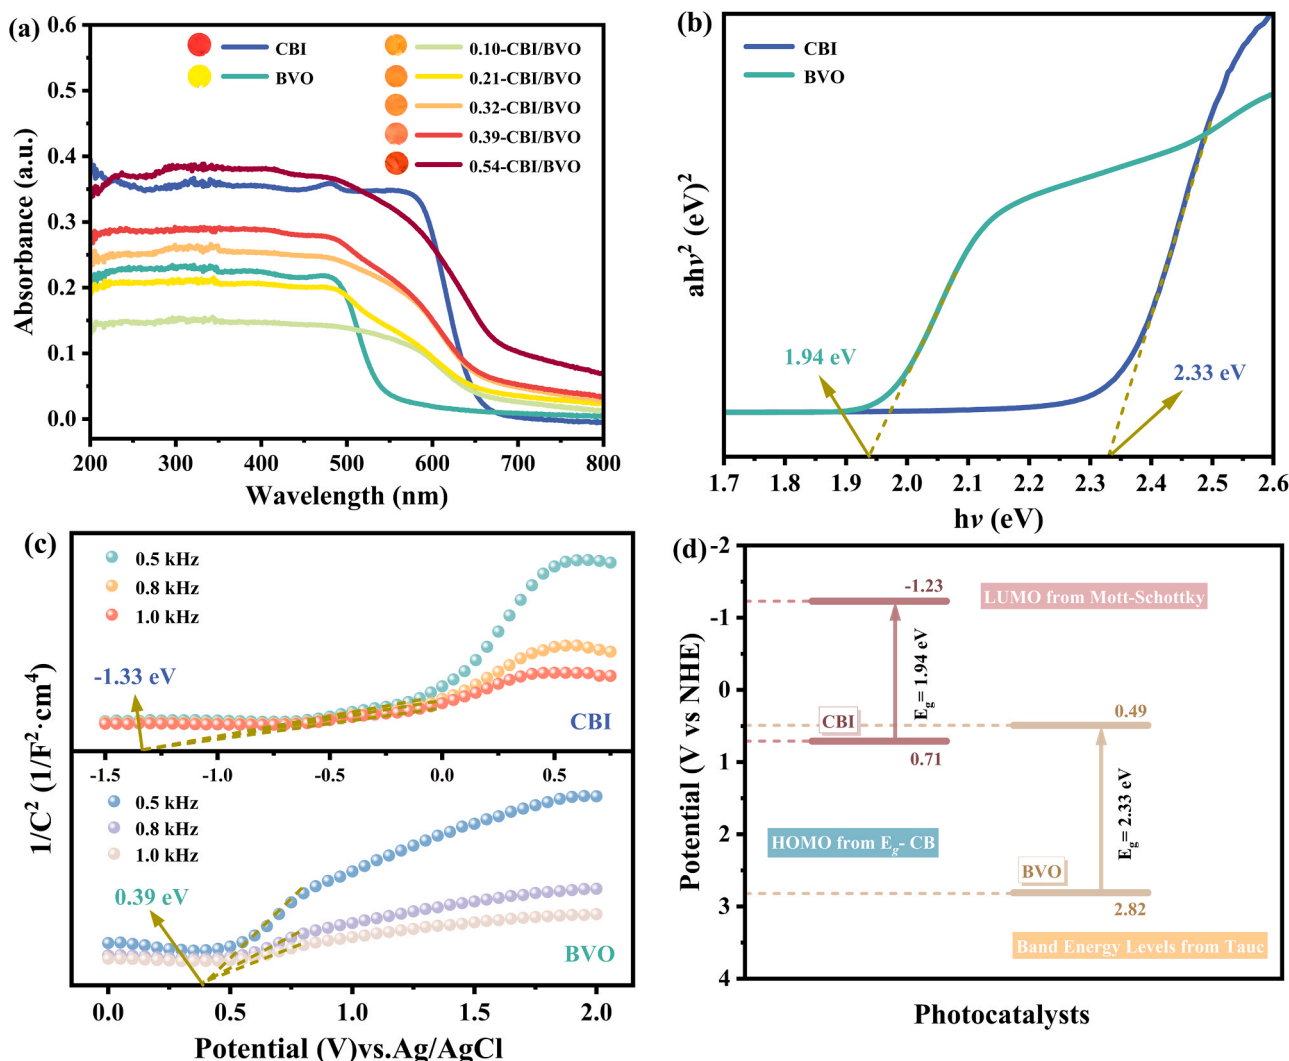 (a)
0.6
0.5
0.4
0.3
0.2
0.1
0.0
Absorbance (a.u.)
CBI
BVO
0.10-CBI/BVO
0.21-CBI/BVO
0.32-CBI/BVO
0.39-CBI/BVO
0.54-CBI/BVO
200 300 400 500 600 700 800
Wavelength (nm)
(b)
CBI
BVO
ahν² (eV)²
1.94 eV
2.33 eV
1.7 1.8 1.9 2.0 2.1 2.2 2.3 2.4 2.5 2.6
hν (eV)
(c)
0.5 kHz
0.8 kHz
1.0 kHz
-1.33 eV
CBI
-1.5 -1.0 -0.5 0.0 0.5
1/C² (1/F²·cm⁴)
0.5 kHz
0.8 kHz
1.0 kHz
0.39 eV
BVO
0.0 0.5 1.0 1.5 2.0
Potential (V)vs.Ag/AgCl
(d)
-2
-1
0
1
2
3
4
Potential (V vs NHE)
-1.23
LUMO from Mott-Schottky
E_g = 1.94 eV
CBI
0.71
0.49
E_g = 2.33 eV
HOMO from E_g- CB
BVO
2.82
Band Energy Levels from Tauc
Photocatalysts